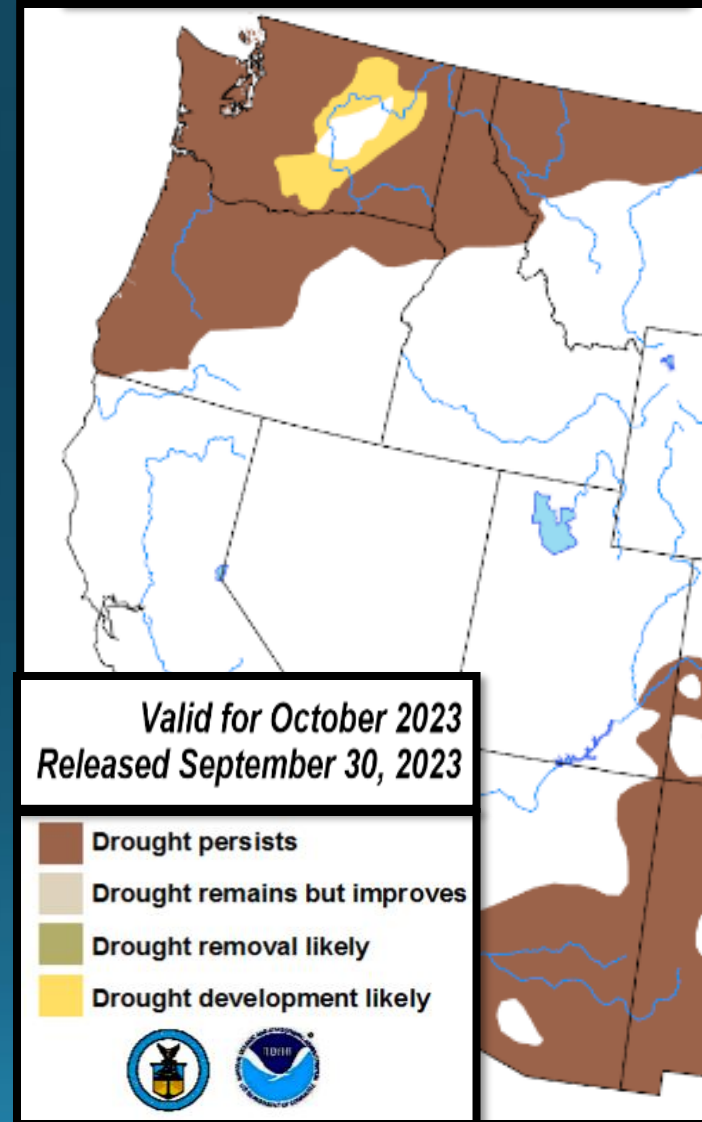 Valid for October 2023
Released September 30, 2023
Drought persists
Drought remains but improves
Drought removal likely
Drought development likely
noaa